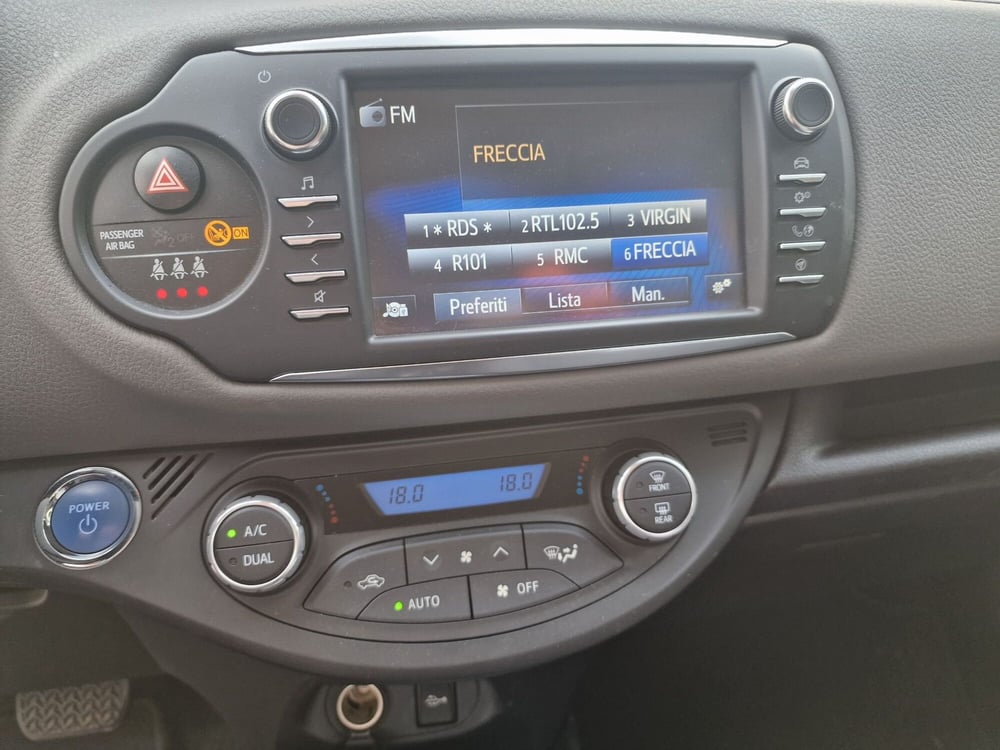 FM
FRECCIA
1 * RDS *
2 RTL102.5
3 VIRGIN
4 R101
5 RMC
6 FRECCIA
Preferiti
Lista
Man.
PASSENGER
AIR BAG
2 OFF
ON
POWER
A/C
DUAL
18.0
18.0
FRONT
REAR
AUTO
OFF